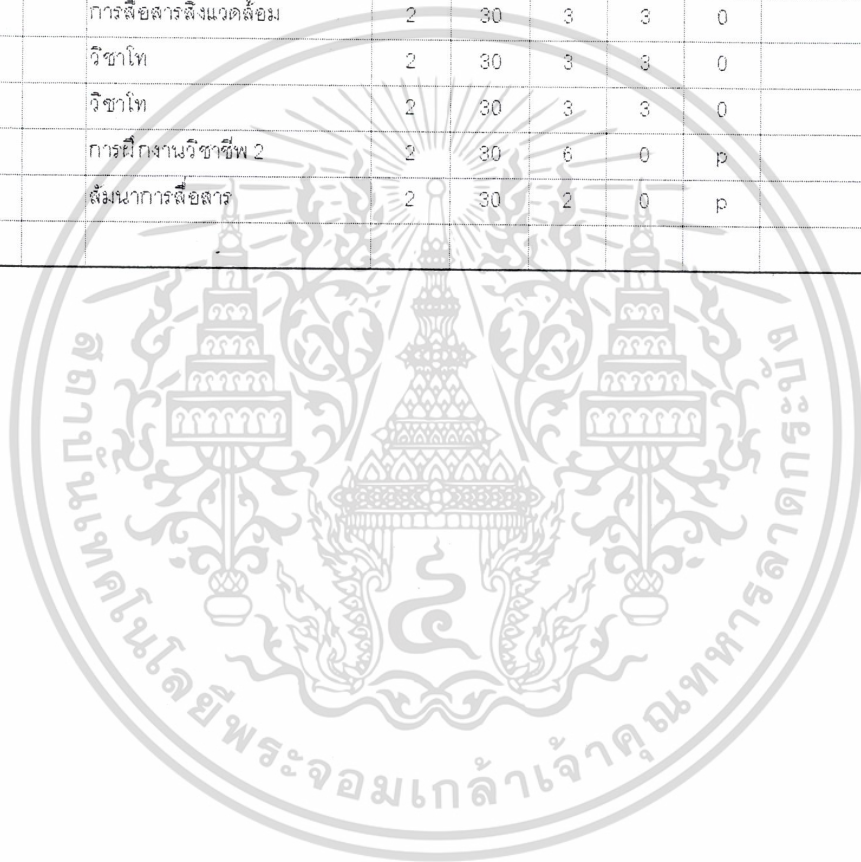 การสื่อสารสิ่งแวดล้อม 2 30 3 3 0
วิชาโท 2 30 3 3 0
วิชาโท 2 30 3 3 0
การฝึกงานวิชาชีพ 2 2 30 6 0 p
สัมนาการสื่อสาร 2 30 2 0 p
สถาบันเทคโนโลยีพระจอมเกล้าเจ้าคุณทหารลาดกระบัง
๔